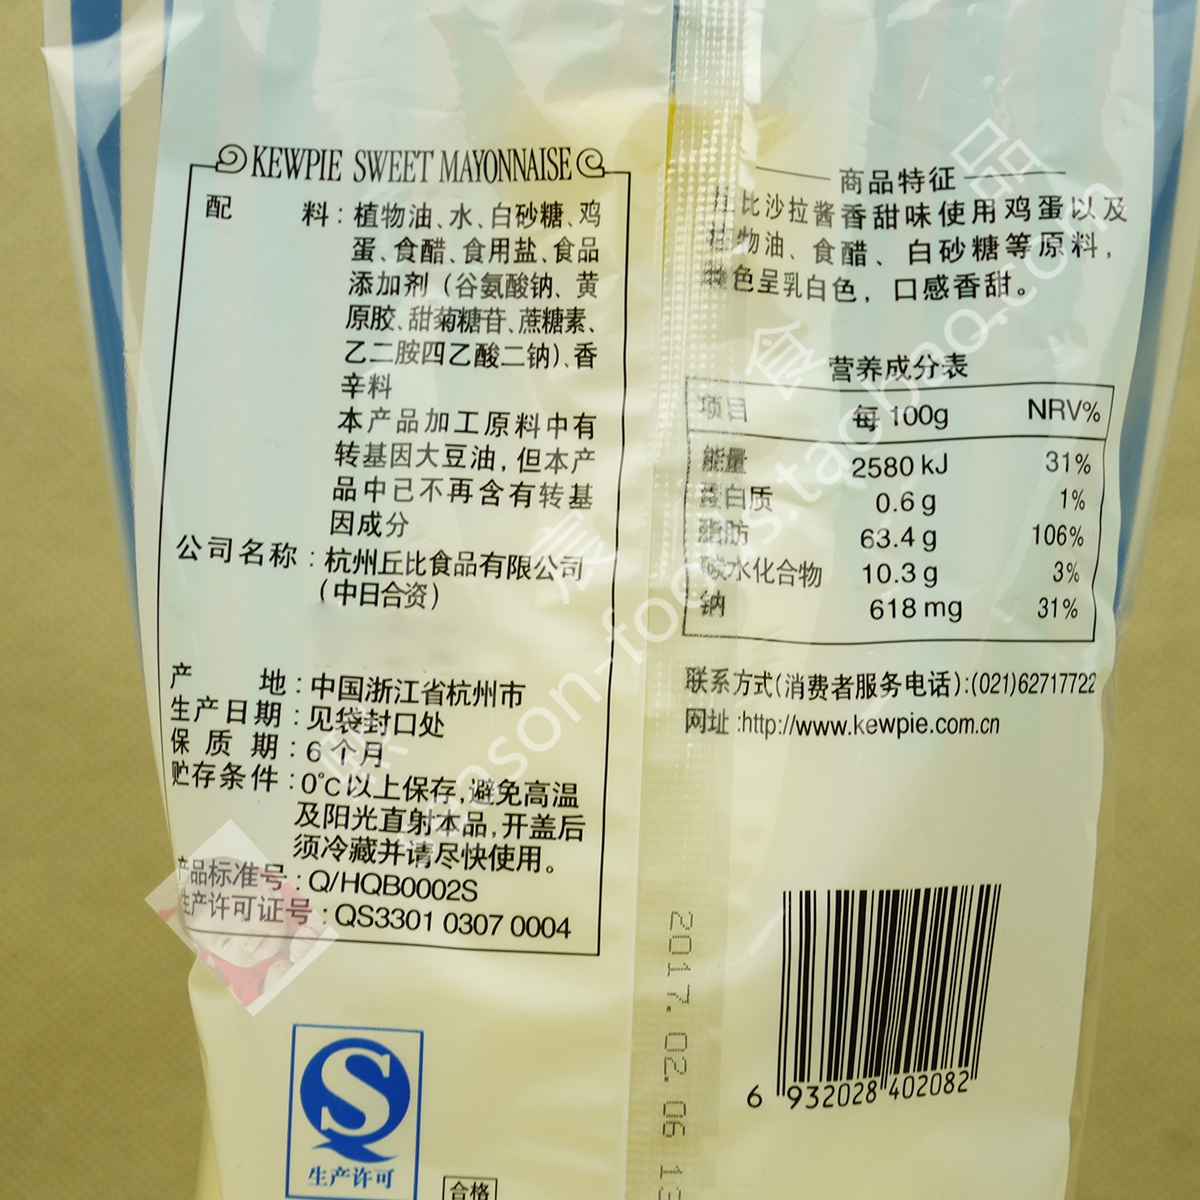 KEWPIE SWEET MAYONNAISE
配 料:植物油、水、白砂糖、鸡
蛋、食醋、食用盐、食品
添加剂(谷氨酸钠、黄
原胶、甜菊糖苷、蔗糖素、
乙二胺四乙酸二钠)、香
辛料
本产品加工原料中有
转基因大豆油,但本产
品中已不再含有转基
因成分
公司名称:杭州丘比食品有限公司
(中日合资)
产 地:中国浙江省杭州市
生产日期:见袋封口处
保质期:6个月
贮存条件:0℃以上保存,避免高温
及阳光直射本品,开盖后
须冷藏并请尽快使用。
产品标准号:Q/HQB0002S
生产许可证号:QS3301 0307 0004
生产许可
合格
商品特征
丘比沙拉酱香甜味使用鸡蛋以及
植物油、食醋、白砂糖等原料,
色呈乳白色,口感香甜。
营养成分表
项目 每 100g NRV%
能量 2580 kJ 31%
蛋白质 0.6 g 1%
脂肪 63.4 g 106%
碳水化合物 10.3 g 3%
钠 618 mg 31%
联系方式(消费者服务电话):(021)62717722
网址:http://www.kewpie.com.cn
6 932028 402082
2017.02.06 13